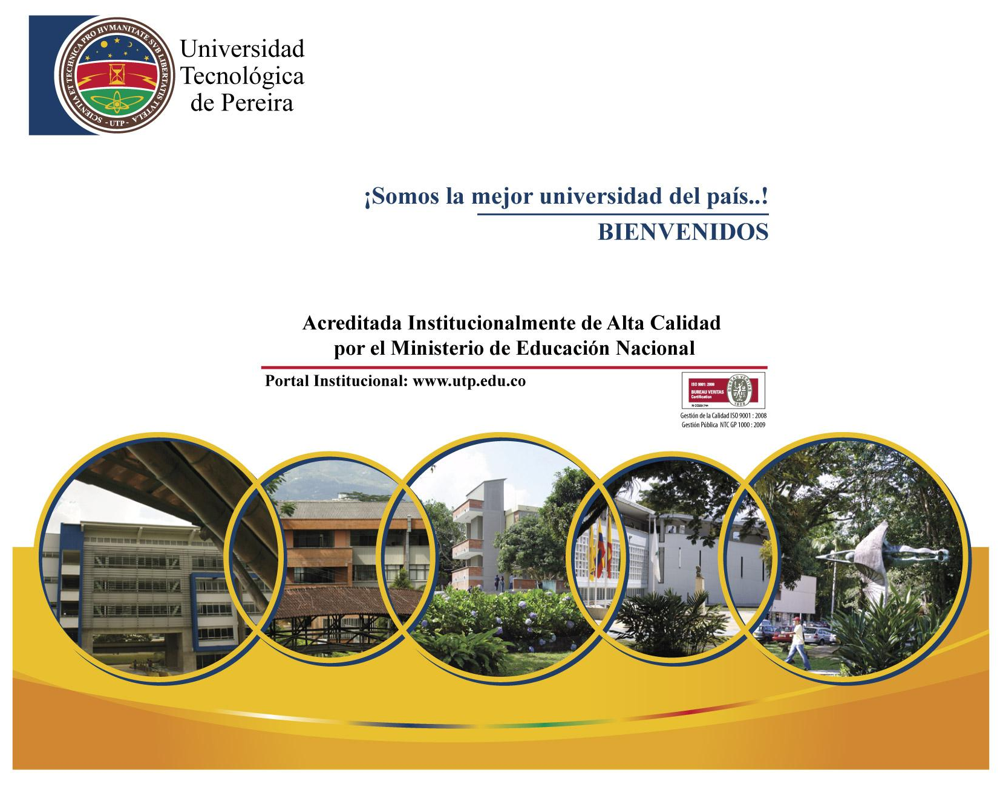 SCIENTIA ET TECHNICA PRO HVMANITATE SVB LIBERTATIS TVTELA
- UTP -
Universidad
Tecnológica
de Pereira
¡Somos la mejor universidad del país..!
BIENVENIDOS
Acreditada Institucionalmente de Alta Calidad
por el Ministerio de Educación Nacional
Portal Institucional: www.utp.edu.co
ISO 9001: 2008
BUREAU VERITAS
Certification
BUREAU VERITAS
1828
Gestión de la Calidad ISO 9001 : 2008
Gestión Pública NTC GP 1000 : 2009